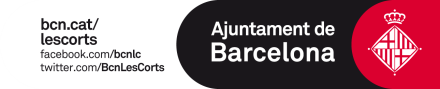 bcn.cat/
lescorts
facebook.com/bcnlc
twitter.com/BcnLesCorts
Ajuntament de
Barcelona